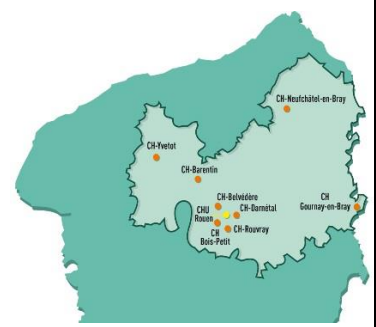 CH-Neufchâtel-en-Bray
CH-Yvetot
CH-Barentin
CH-Belvédère
CH
Gournay-en-Bray
CHU
Rouen
CH-Darnétal
CH
Bois-Petit
CH-Rouvray